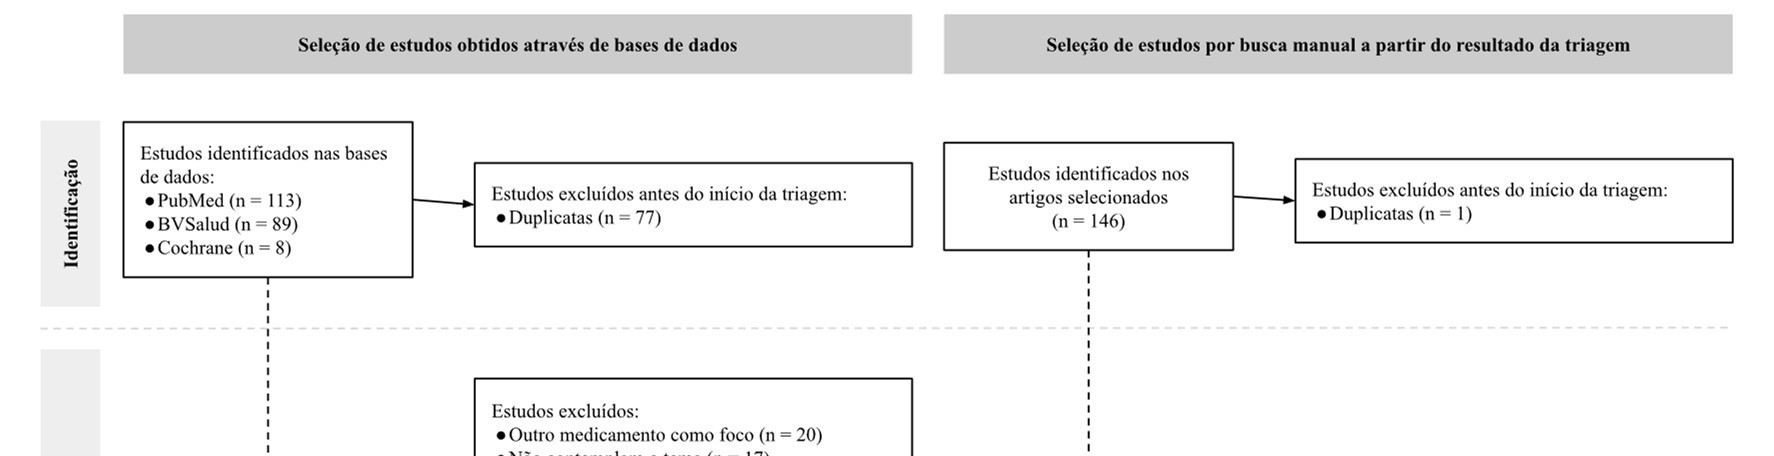 Seleção de estudos obtidos através de bases de dados
Seleção de estudos por busca manual a partir do resultado da triagem
Identificação
Estudos identificados nas bases
de dados:
●PubMed (n = 113)
●BVSalud (n = 89)
●Cochrane (n = 8)
Estudos excluídos antes do início da triagem:
●Duplicatas (n = 77)
Estudos identificados nos
artigos selecionados
(n = 146)
Estudos excluídos antes do início da triagem:
●Duplicatas (n = 1)
Estudos excluídos:
●Outro medicamento como foco (n = 20)